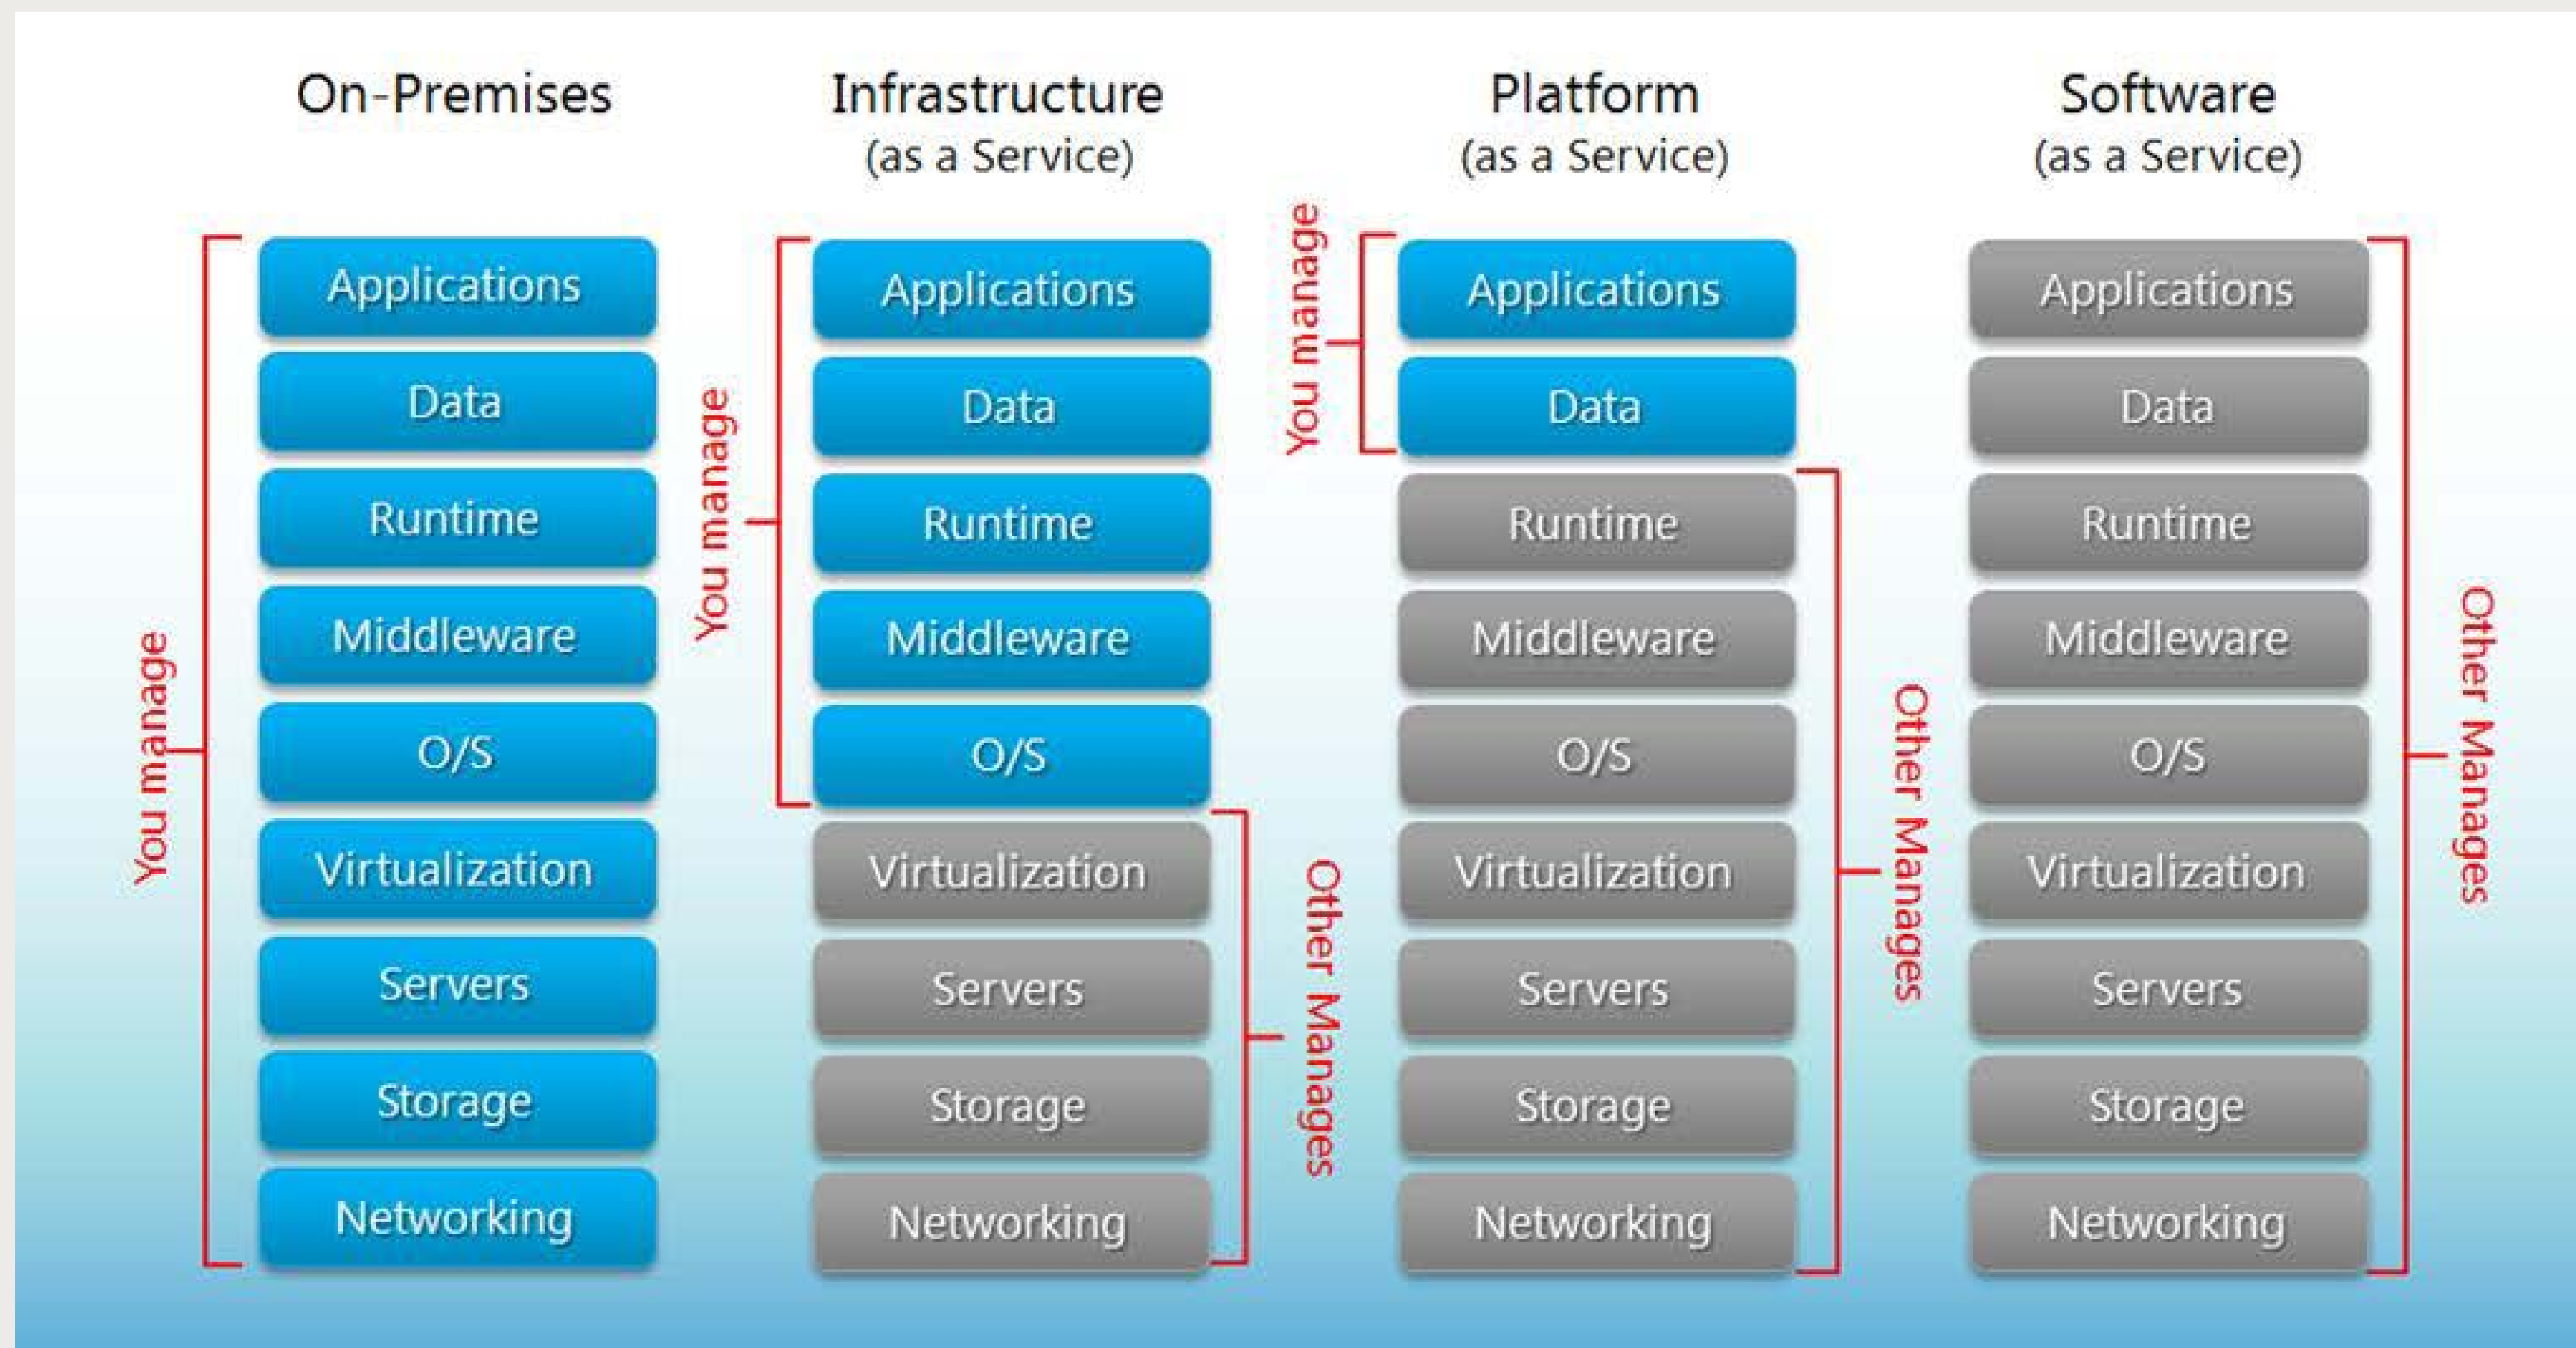 On-Premises
You manage
Applications
Data
Runtime
Middleware
O/S
Virtualization
Servers
Storage
Networking
Infrastructure
(as a Service)
You manage
Applications
Data
Runtime
Middleware
O/S
Virtualization
Servers
Storage
Networking
Other Manages
Platform
(as a Service)
You manage
Applications
Data
Runtime
Middleware
O/S
Virtualization
Servers
Storage
Networking
Other Manages
Software
(as a Service)
Applications
Data
Runtime
Middleware
O/S
Virtualization
Servers
Storage
Networking
Other Manages